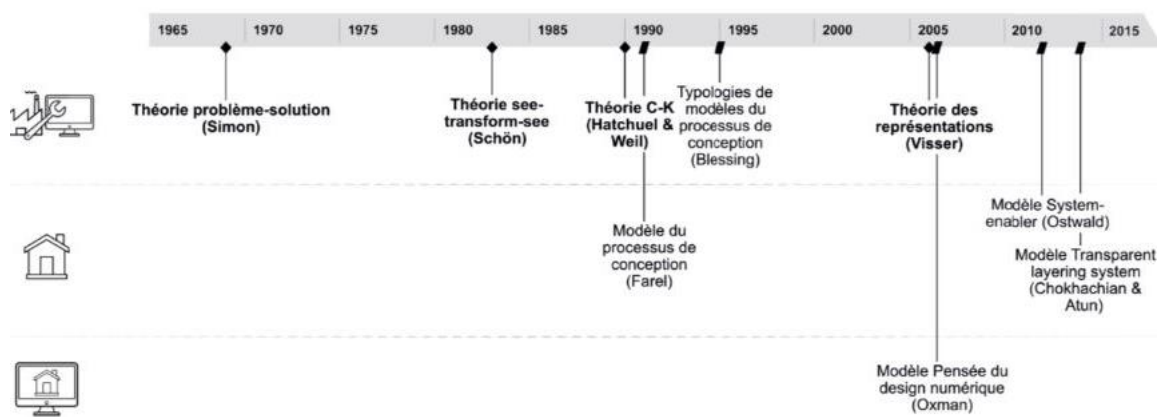 1965
1970
1975
1980
1985
1990
1995
2000
2005
2010
2015
Théorie problème-solution
(Simon)
Théorie see-
transform-see
(Schön)
Théorie C-K
(Hatchuel &
Weil)
Typologies de
modèles du
processus de
conception
(Blessing)
Théorie des
représentations
(Visser)
Modèle du
processus de
conception
(Farel)
Modèle System-
enabler (Ostwald)
Modèle Transparent
layering system
(Chokhachian &
Atun)
Modèle Pensée du
design numérique
(Oxman)